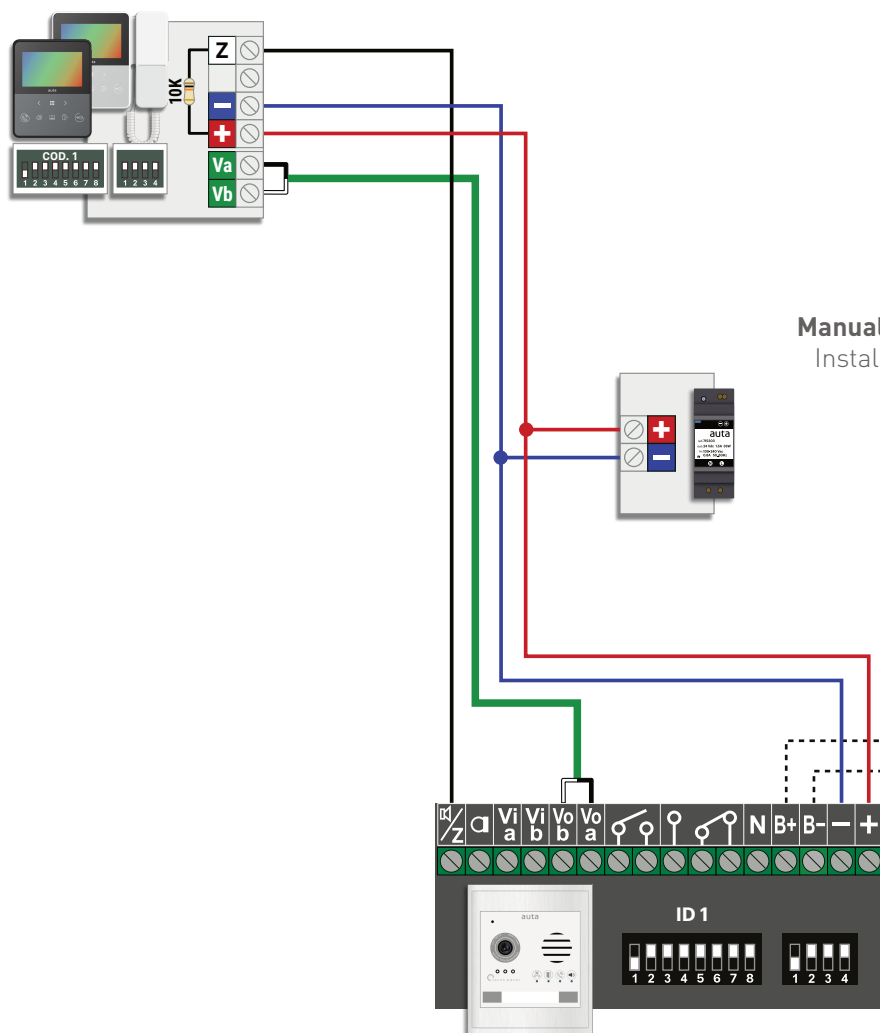 Z
10K
auta
COD. 1
1 2 3 4 5 6 7 8
1 2 3 4
Va
Vb
Manual
Instal
+
−
auta
Z
Vi a
Vi b
Vo b
Vo a
N
B+
B-
−
+
auta
ID 1
1 2 3 4 5 6 7 8
1 2 3 4